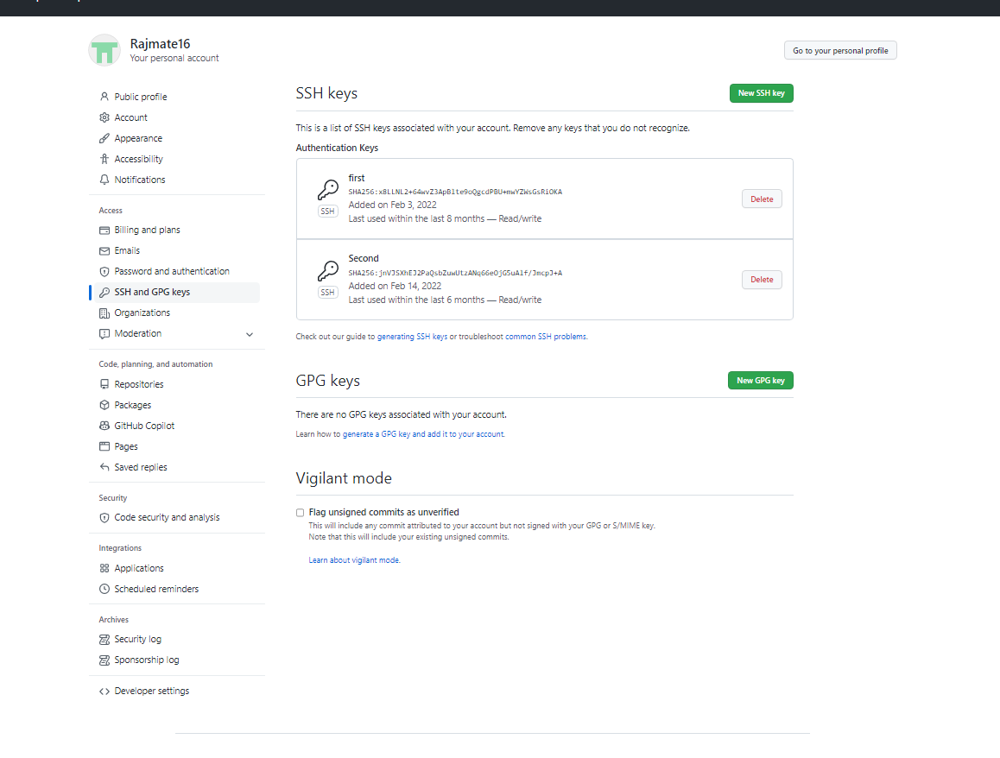 Rajmate16
Your personal account
Go to your personal profile
Public profile
Account
Appearance
Accessibility
Notifications
Access
Billing and plans
Emails
Password and authentication
SSH and GPG keys
Organizations
Moderation
Code, planning, and automation
Repositories
Packages
GitHub Copilot
Pages
Saved replies
Security
Code security and analysis
Integrations
Applications
Scheduled reminders
Archives
Security log
Sponsorship log
Developer settings
SSH keys
New SSH key
This is a list of SSH keys associated with your account. Remove any keys that you do not recognize.
Authentication Keys
first
SHA256:x8LLNL2+64wvZ3ApBlte9oQgcdPBU+mwYZWsGsRiOKA
Added on Feb 3, 2022
Last used within the last 8 months — Read/write
SSH
Delete
Second
SHA256:jnVJSXhEJ2PaQsbZuwUtzANq66eOjG5uAlf/JmcpJ+A
Added on Feb 14, 2022
Last used within the last 6 months — Read/write
SSH
Delete
Check out our guide to generating SSH keys or troubleshoot common SSH problems.
GPG keys
New GPG key
There are no GPG keys associated with your account.
Learn how to generate a GPG key and add it to your account.
Vigilant mode
Flag unsigned commits as unverified
This will include any commit attributed to your account but not signed with your GPG or S/MIME key.
Note that this will include your existing unsigned commits.
Learn about vigilant mode.